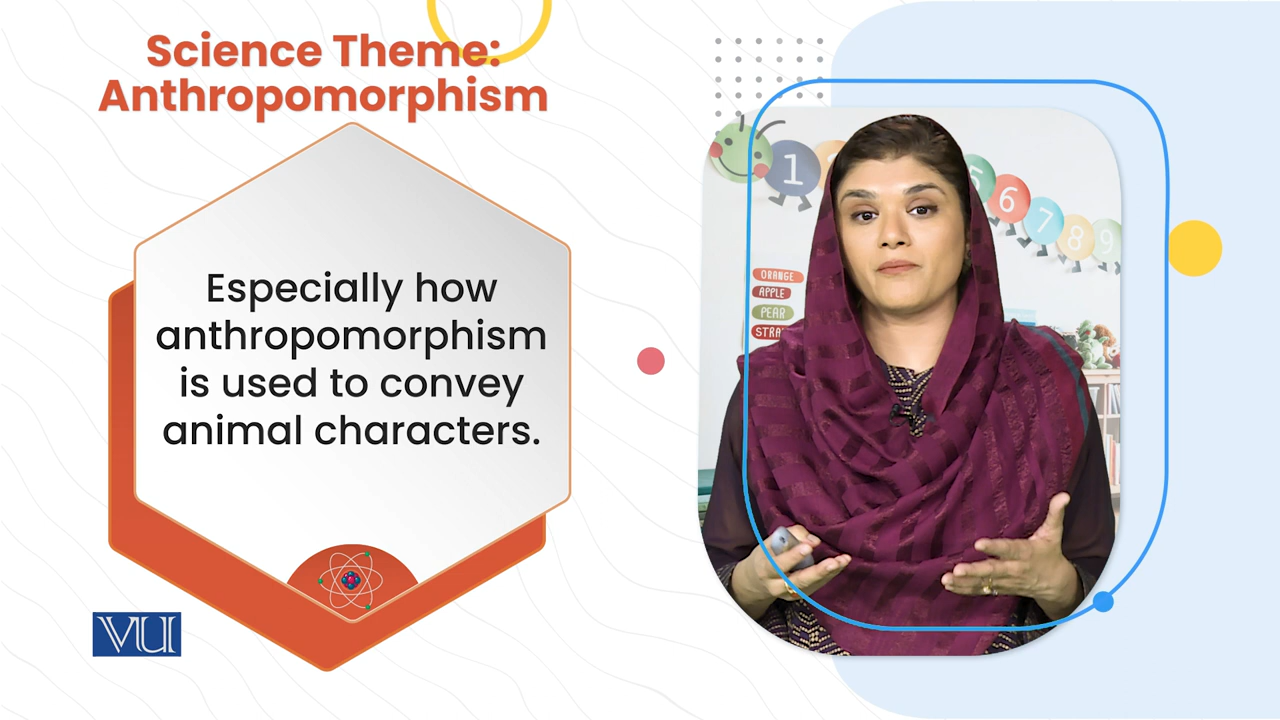 Science Theme:
Anthropomorphism
Especially how
anthropomorphism
is used to convey
animal characters.
VU
1
5
6
7
8
9
ORANGE
APPLE
PEAR